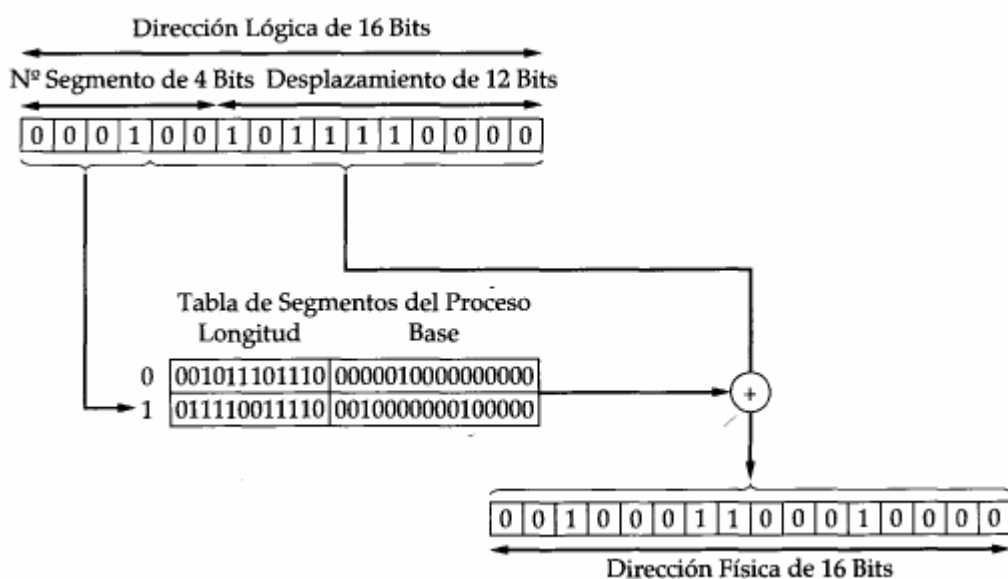 Dirección Lógica de 16 Bits
Nº Segmento de 4 Bits Desplazamiento de 12 Bits
0 0 0 1 0 0 1 0 1 1 1 1 0 0 0 0
Tabla de Segmentos del Proceso
Longitud Base
0 001011101110 0000010000000000
1 011110011110 0010000000100000
+
0 0 1 0 0 0 1 1 0 0 0 1 0 0 0 0
Dirección Física de 16 Bits